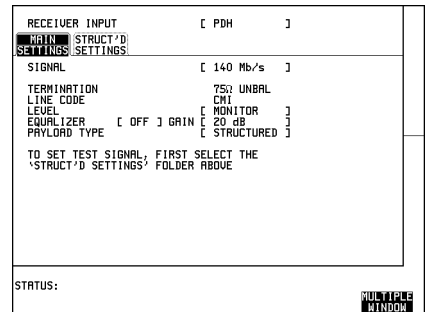 RECEIVER INPUT [ PDH ]
MAIN SETTINGS STRUCT'D SETTINGS
SIGNAL [ 140 Mb/s ]
TERMINATION 75Ω UNBAL
LINE CODE CMI
LEVEL [ MONITOR ]
EQUALIZER [ OFF ] GAIN [ 20 dB ]
PAYLOAD TYPE [ STRUCTURED ]
TO SET TEST SIGNAL, FIRST SELECT THE
'STRUCT'D SETTINGS' FOLDER ABOVE
STATUS:
MULTIPLE
WINDOW